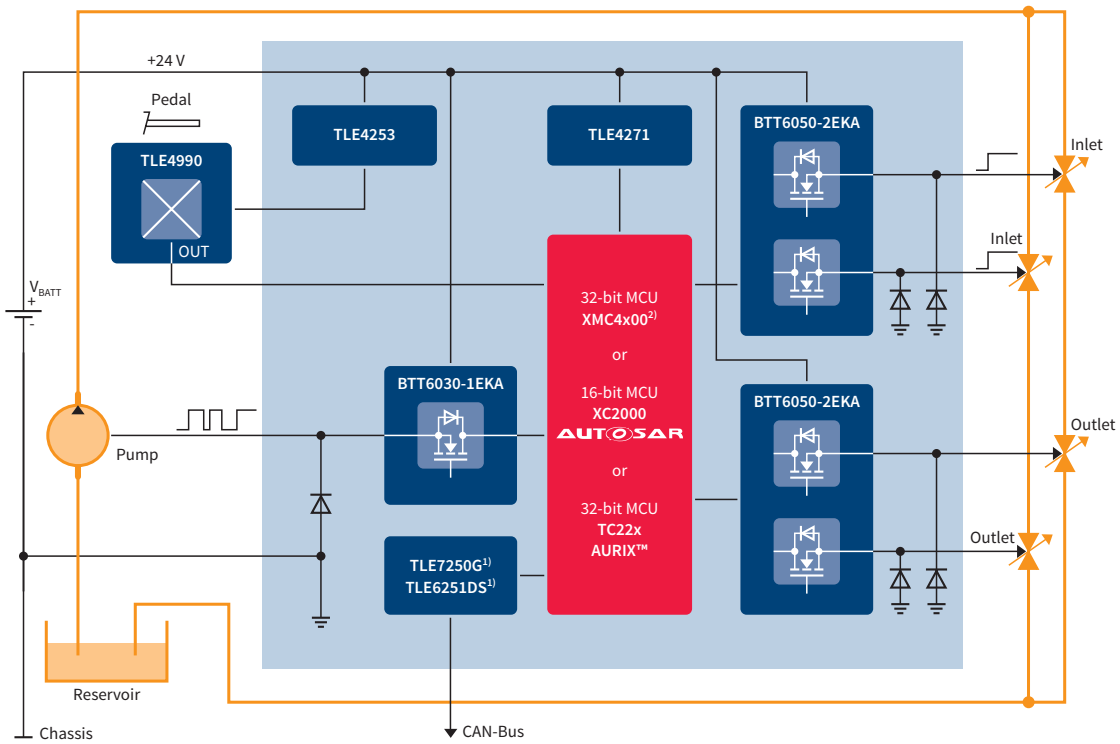 +24 V
Pedal
TLE4990
OUT
TLE4253
TLE4271
BTT6050-2EKA
Inlet
Inlet
V_BATT
+
-
32-bit MCU
XMC4x00²⁾
or
16-bit MCU
XC2000
AUTOSAR
or
32-bit MCU
TC22x
AURIX™
BTT6030-1EKA
BTT6050-2EKA
Pump
Outlet
Outlet
TLE7250G¹⁾
TLE6251DS¹⁾
Reservoir
Chassis
CAN-Bus